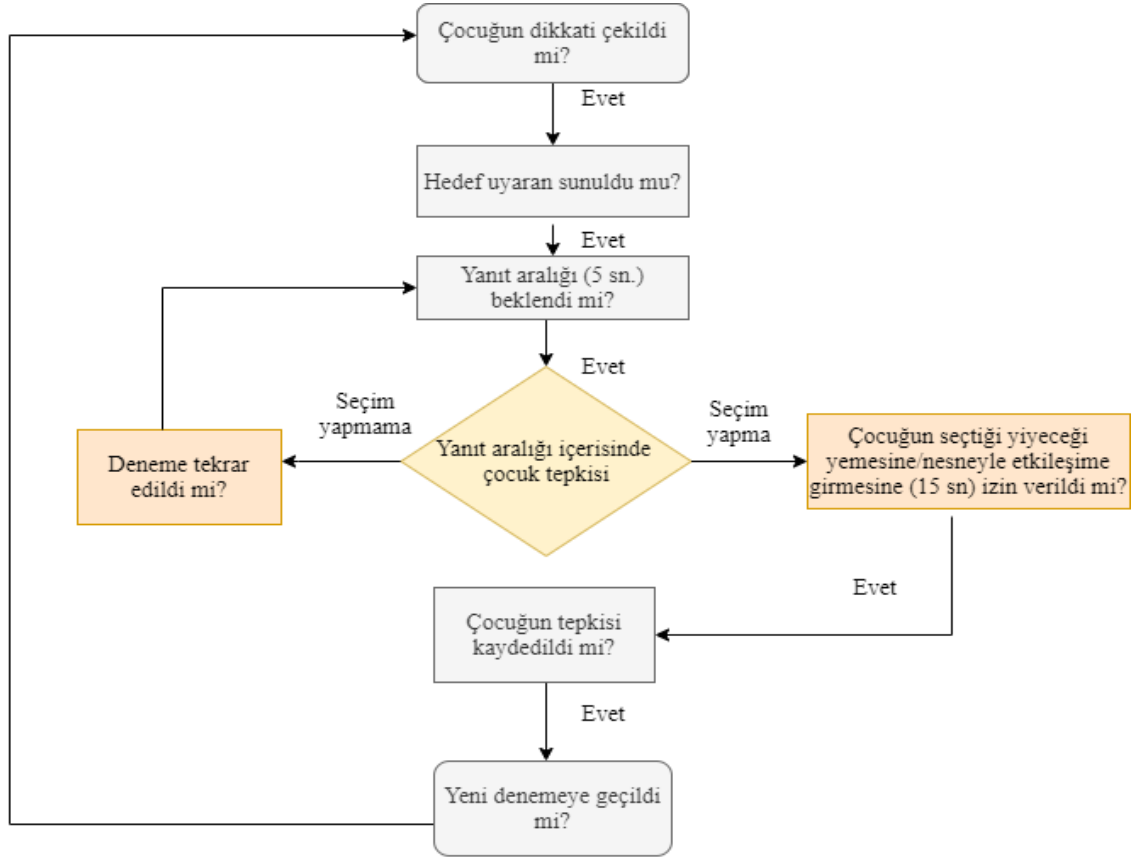 Çocuğun dikkati çekildi
mi?
Evet
Hedef uyaran sunuldu mu?
Evet
Yanıt aralığı (5 sn.)
beklendi mi?
Evet
Seçim
yapmama
Seçim
yapma
Deneme tekrar
edildi mi?
Yanıt aralığı içerisinde
çocuk tepkisi
Çocuğun seçtiği yiyeceği
yemesine/nesneyle etkileşime
girmesine (15 sn) izin verildi mi?
Evet
Çocuğun tepkisi
kaydedildi mi?
Evet
Yeni denemeye geçildi
mi?